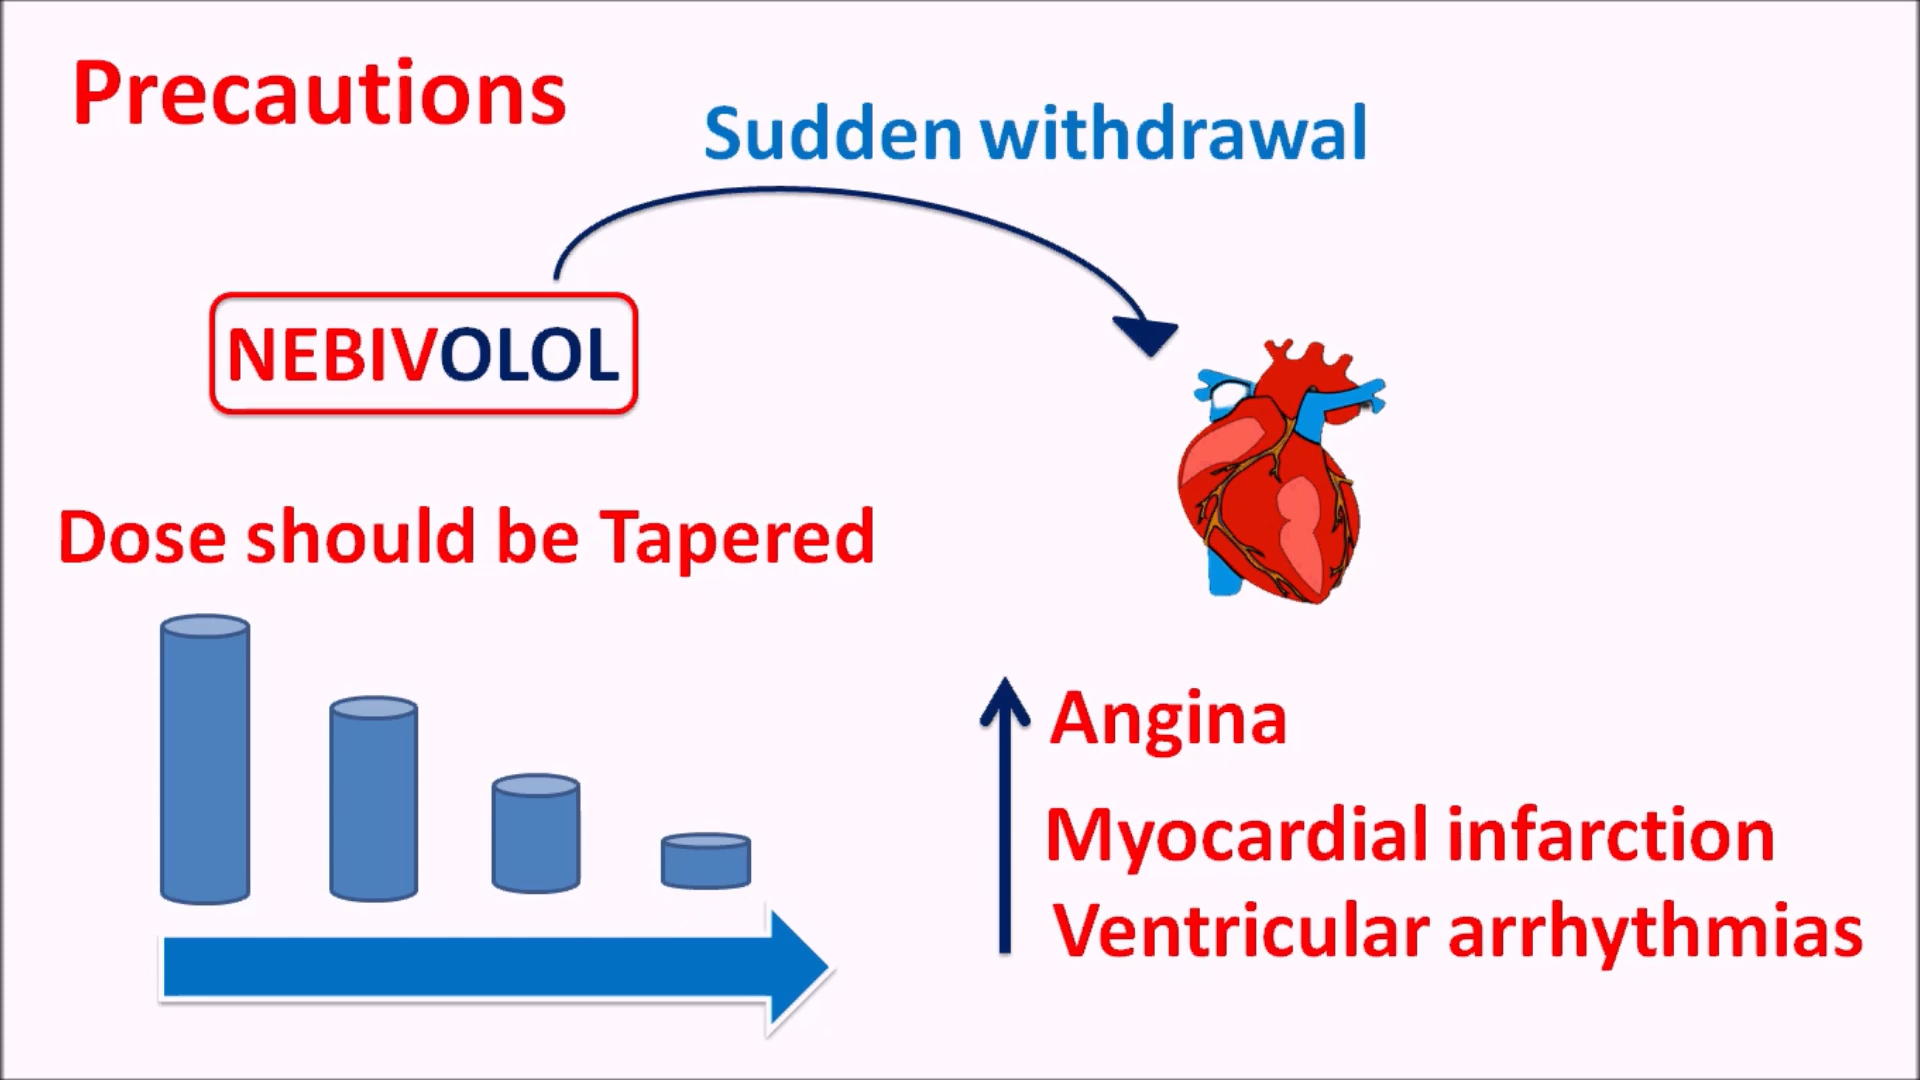 Precautions
Sudden withdrawal
NEBIVOLOL
Dose should be Tapered
Angina
Myocardial infarction
Ventricular arrhythmias